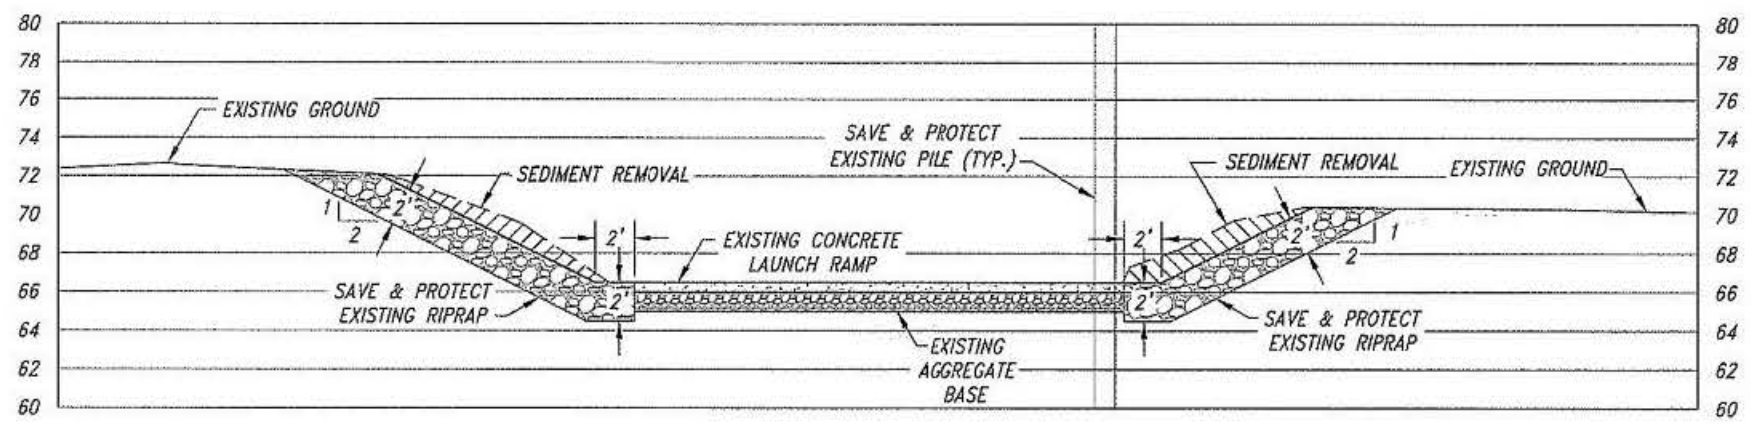 80
78
76
74
72
70
68
66
64
62
60
EXISTING GROUND
SEDIMENT REMOVAL
2'
1
2
2'
2'
SAVE & PROTECT
EXISTING RIPRAP
EXISTING CONCRETE
LAUNCH RAMP
EXISTING
AGGREGATE
BASE
SAVE & PROTECT
EXISTING PILE (TYP.)
SEDIMENT REMOVAL
EXISTING GROUND
2'
2'
2'
1
2
SAVE & PROTECT
EXISTING RIPRAP
80
78
76
74
72
70
68
66
64
62
60